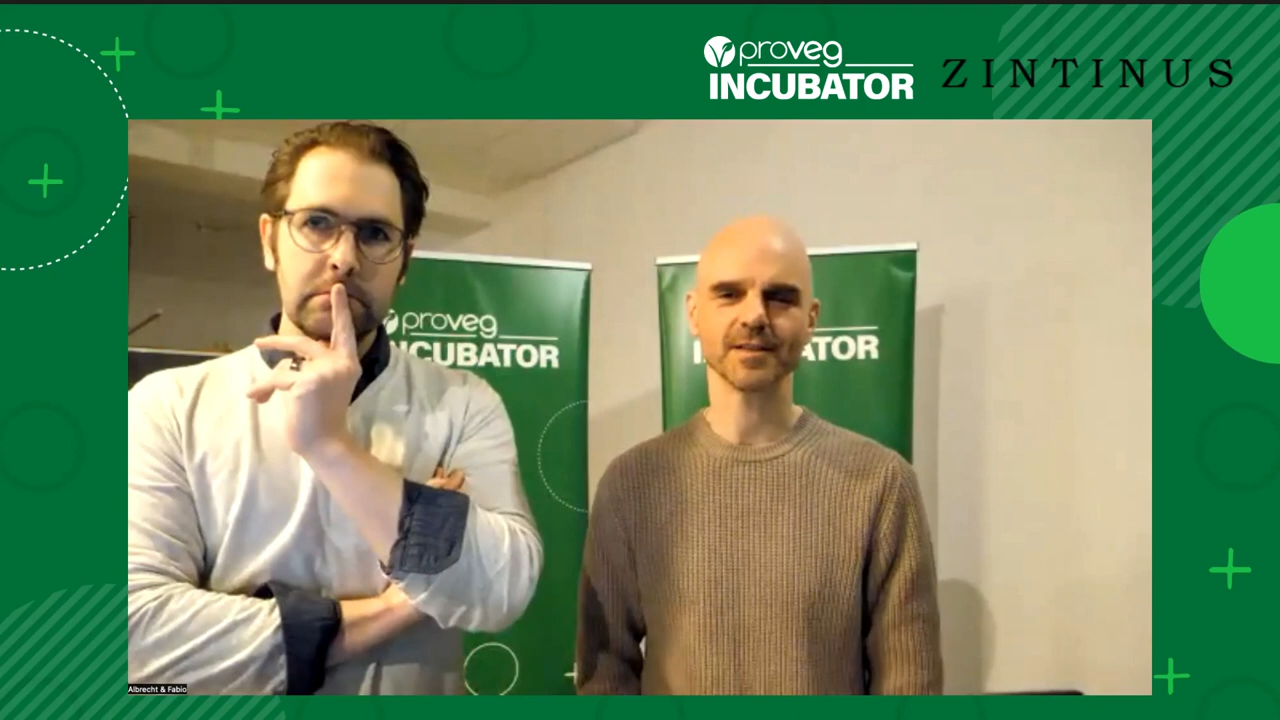 proveg
INCUBATOR
ZINTINUS
proveg
INCUBATOR
ATOR
Albrecht & Fabio